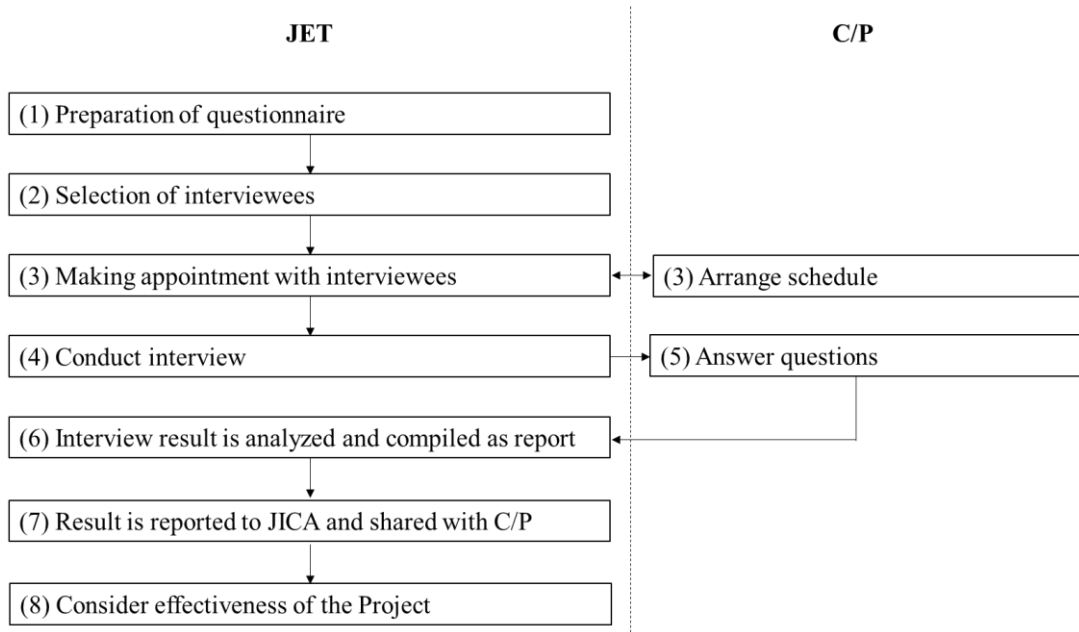 JET
C/P
(1) Preparation of questionnaire
(2) Selection of interviewees
(3) Making appointment with interviewees
(3) Arrange schedule
(4) Conduct interview
(5) Answer questions
(6) Interview result is analyzed and compiled as report
(7) Result is reported to JICA and shared with C/P
(8) Consider effectiveness of the Project